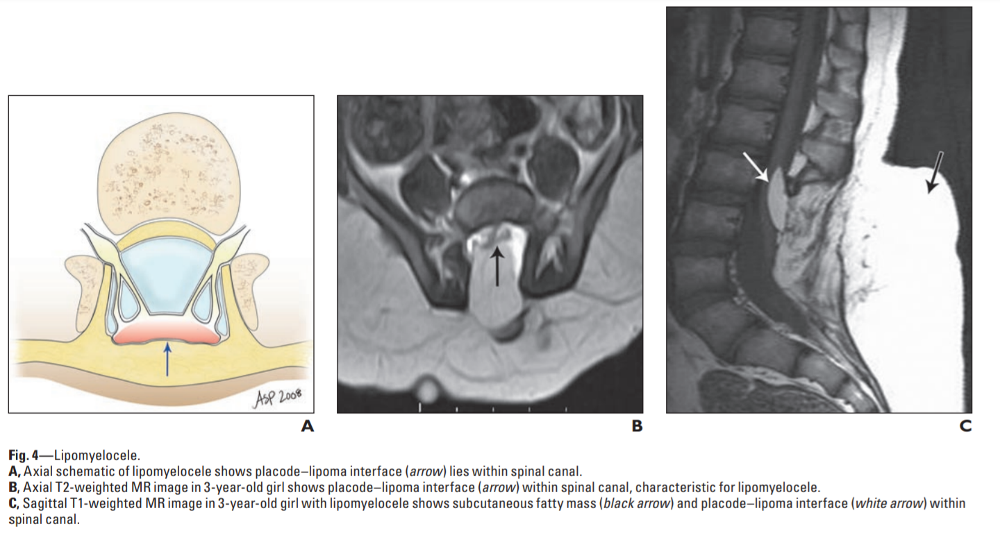 ASP 2008
A
B
C
Fig. 4—Lipomyelocele.
A, Axial schematic of lipomyelocele shows placode–lipoma interface (arrow) lies within spinal canal.
B, Axial T2-weighted MR image in 3-year-old girl shows placode–lipoma interface (arrow) within spinal canal, characteristic for lipomyelocele.
C, Sagittal T1-weighted MR image in 3-year-old girl with lipomyelocele shows subcutaneous fatty mass (black arrow) and placode–lipoma interface (white arrow) within
spinal canal.